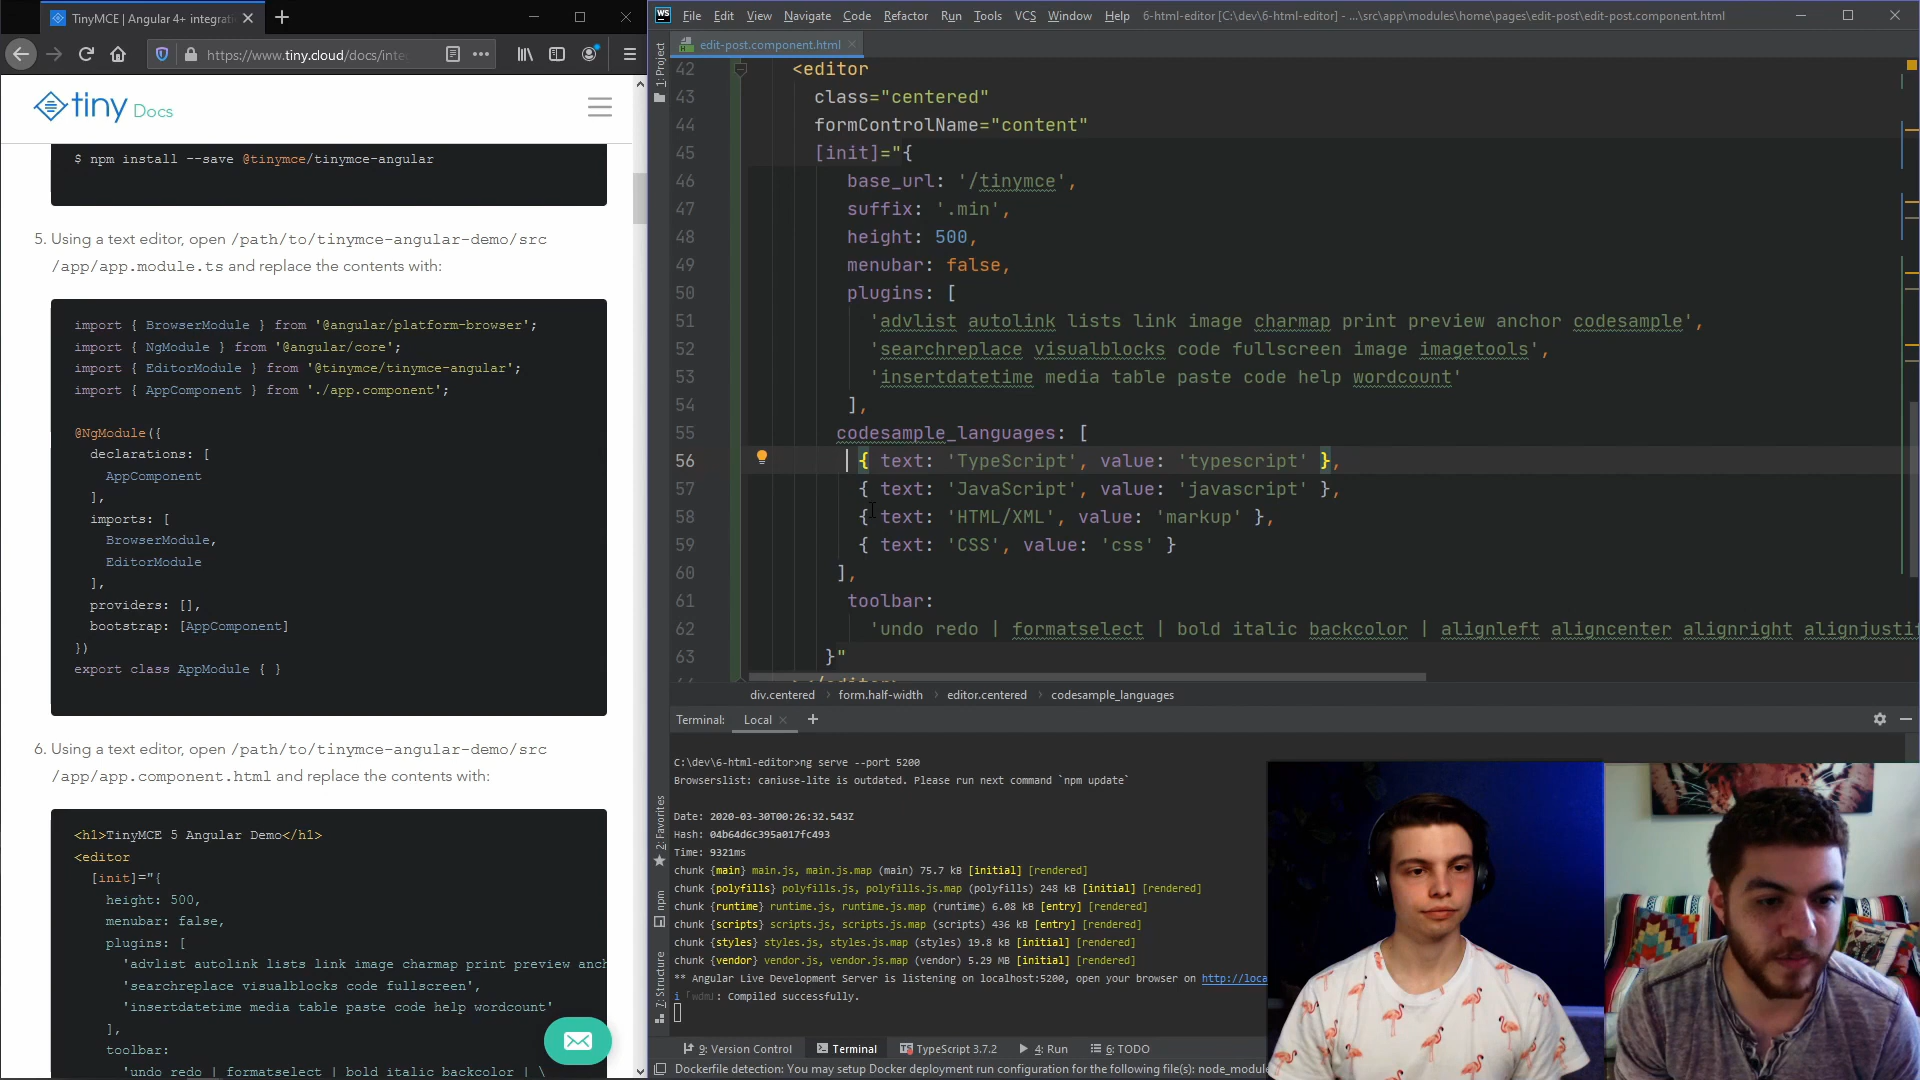 TinyMCE | Angular 4+ integrati
https://www.tiny.cloud/docs/inte
tiny Docs
$ npm install --save @tinymce/tinymce-angular
5. Using a text editor, open /path/to/tinymce-angular-demo/src
/app/app.module.ts and replace the contents with:
import { BrowserModule } from '@angular/platform-browser';
import { NgModule } from '@angular/core';
import { EditorModule } from '@tinymce/tinymce-angular';
import { AppComponent } from './app.component';
@NgModule({
declarations: [
AppComponent
],
imports: [
BrowserModule,
EditorModule
],
providers: [],
bootstrap: [AppComponent]
})
export class AppModule { }
6. Using a text editor, open /path/to/tinymce-angular-demo/src
/app/app.component.html and replace the contents with:
<h1>TinyMCE 5 Angular Demo</h1>
<editor
[init]="{
height: 500,
menubar: false,
plugins: [
'advlist autolink lists link image charmap print preview anch
'searchreplace visualblocks code fullscreen',
'insertdatetime media table paste code help wordcount'
],
toolbar:
'undo redo | formatselect | bold italic backcolor | \
WS File Edit View Navigate Code Refactor Run Tools VCS Window Help 6-html-editor [C:\dev\6-html-editor] - ...\src\app\modules\home\pages\edit-post\edit-post.component.html
edit-post.component.html
1: Project
42 <editor
43 class="centered"
44 formControlName="content"
45 [init]="{
46 base_url: '/tinymce',
47 suffix: '.min',
48 height: 500,
49 menubar: false,
50 plugins: [
51 'advlist autolink lists link image charmap print preview anchor codesample',
52 'searchreplace visualblocks code fullscreen image imagetools',
53 'insertdatetime media table paste code help wordcount'
54 ],
55 codesample_languages: [
56 { text: 'TypeScript', value: 'typescript' },
57 { text: 'JavaScript', value: 'javascript' },
58 { text: 'HTML/XML', value: 'markup' },
59 { text: 'CSS', value: 'css' }
60 ],
61 toolbar:
62 'undo redo | formatselect | bold italic backcolor | alignleft aligncenter alignright alignjustif
63 }"
div.centered › form.half-width › editor.centered › codesample_languages
Terminal: Local
2: Favorites
npm
7: Structure
C:\dev\6-html-editor>ng serve --port 5200
Browserslist: caniuse-lite is outdated. Please run next command `npm update`
Date: 2020-03-30T00:26:32.543Z
Hash: 04b64d6c395a017fc493
Time: 9321ms
chunk {main} main.js, main.js.map (main) 75.7 kB [initial] [rendered]
chunk {polyfills} polyfills.js, polyfills.js.map (polyfills) 248 kB [initial] [rendered]
chunk {runtime} runtime.js, runtime.js.map (runtime) 6.08 kB [entry] [rendered]
chunk {scripts} scripts.js, scripts.js.map (scripts) 436 kB [entry] [rendered]
chunk {styles} styles.js, styles.js.map (styles) 19.8 kB [initial] [rendered]
chunk {vendor} vendor.js, vendor.js.map (vendor) 5.29 MB [initial] [rendered]
** Angular Live Development Server is listening on localhost:5200, open your browser on http://loca
i ｢wdm｣: Compiled successfully.
9: Version Control Terminal TypeScript 3.7.2 4: Run 6: TODO
Dockerfile detection: You may setup Docker deployment run configuration for the following file(s): node_module